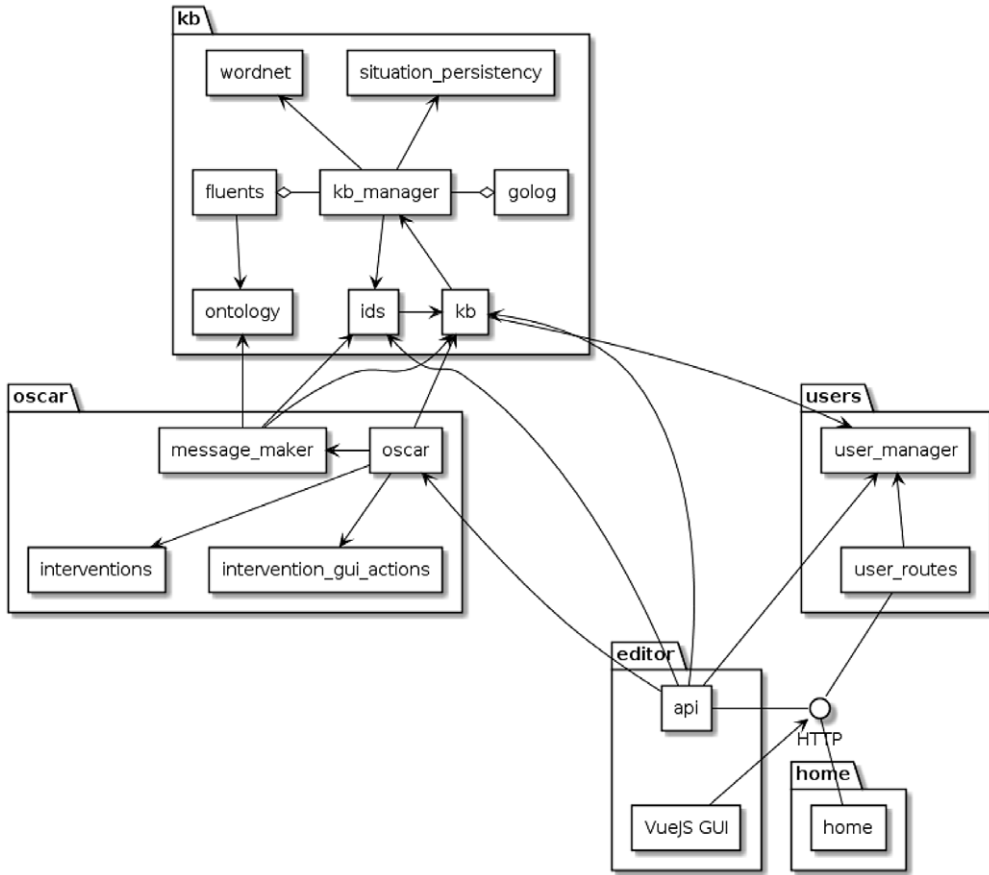 kb
wordnet
situation_persistency
fluents
kb_manager
golog
ontology
ids
kb
oscar
message_maker
oscar
interventions
intervention_gui_actions
users
user_manager
user_routes
editor
api
HTTP
VueJS GUI
home
home